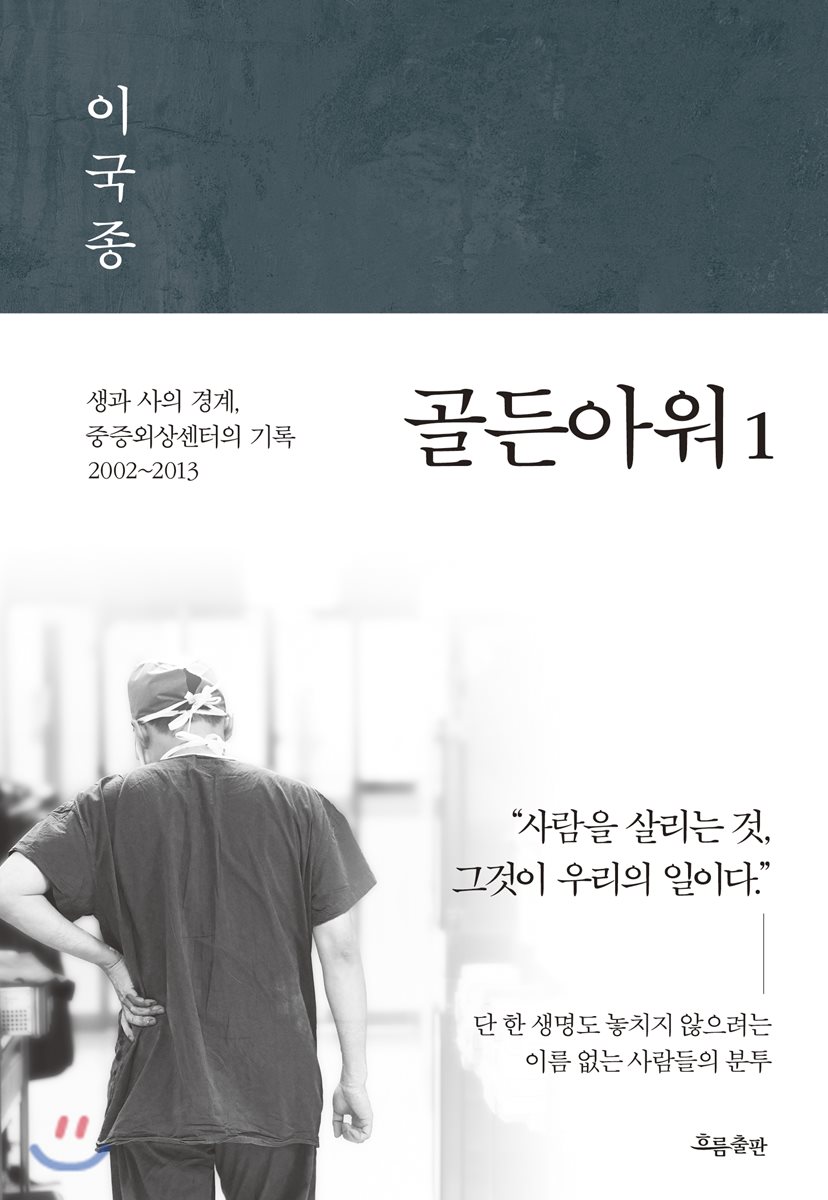 이국종
생과 사의 경계,
중증외상센터의 기록
2002~2013
골든아워 1
“사람을 살리는 것,
그것이 우리의 일이다.”
단 한 생명도 놓치지 않으려는
이름 없는 사람들의 분투
흐름출판